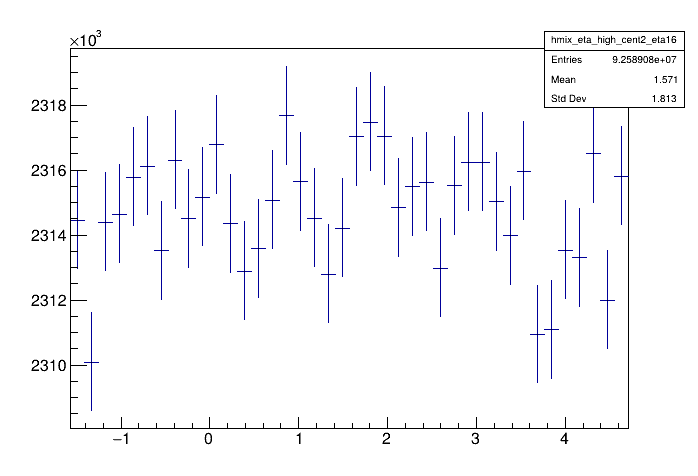 ×10³
hmix_eta_high_cent2_eta16
Entries 9.258908e+07
Mean 1.571
Std Dev 1.813
2318
2316
2314
2312
2310
−1 0 1 2 3 4